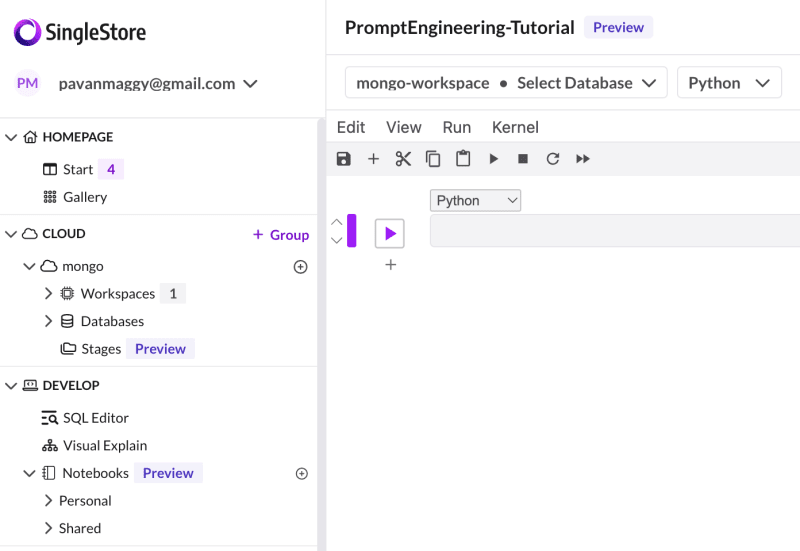 SingleStore
PM pavanmaggy@gmail.com
HOMEPAGE
Start 4
Gallery
CLOUD + Group
mongo
Workspaces 1
Databases
Stages Preview
DEVELOP
SQL Editor
Visual Explain
Notebooks Preview
Personal
Shared
PromptEngineering-Tutorial Preview
mongo-workspace • Select Database Python
Edit View Run Kernel
Python